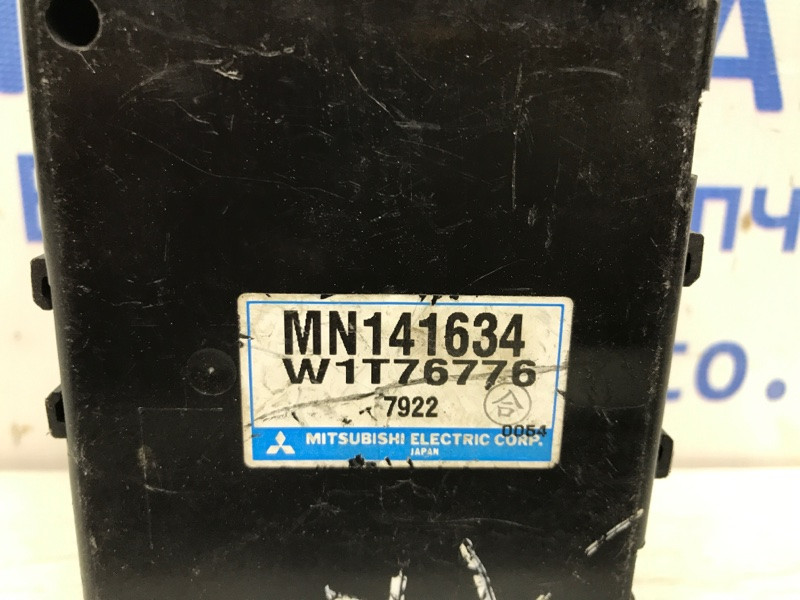 MN141634
W1T76776
7922
合
0054
MITSUBISHI ELECTRIC CORP.
JAPAN